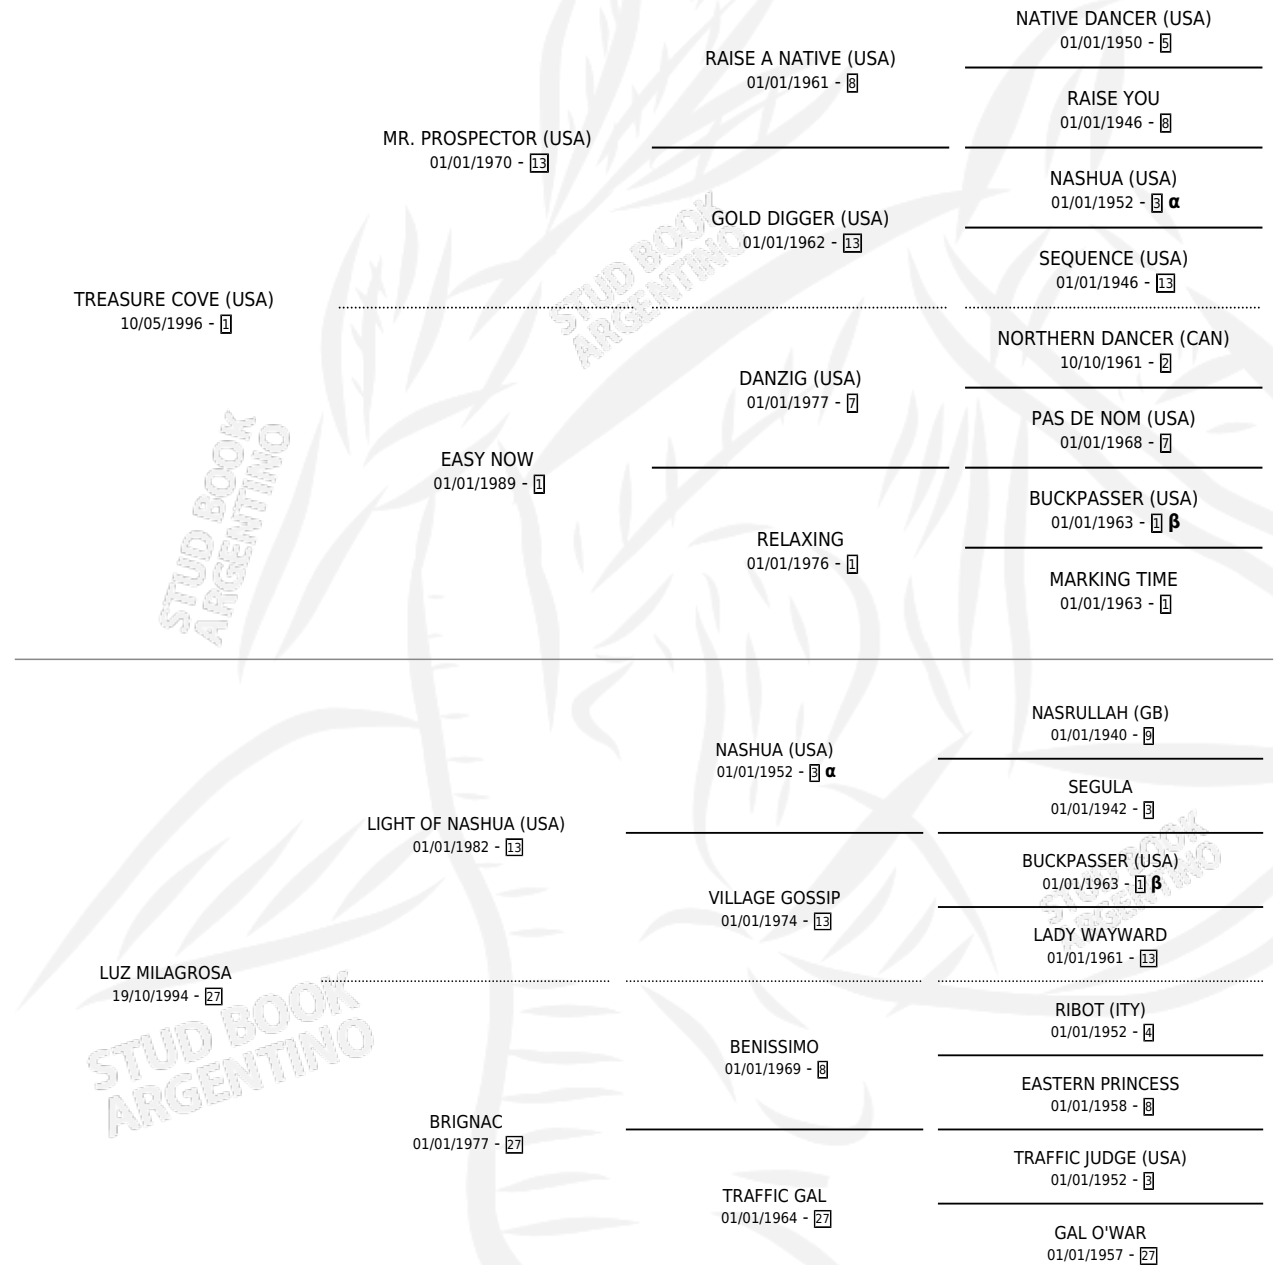 NATIVE DANCER (USA)
01/01/1950 - 5
RAISE A NATIVE (USA)
01/01/1961 - 8
RAISE YOU
01/01/1946 - 8
MR. PROSPECTOR (USA)
01/01/1970 - 13
NASHUA (USA)
01/01/1952 - 3 α
GOLD DIGGER (USA)
01/01/1962 - 13
SEQUENCE (USA)
01/01/1946 - 13
TREASURE COVE (USA)
10/05/1996 - 1
NORTHERN DANCER (CAN)
10/10/1961 - 2
DANZIG (USA)
01/01/1977 - 7
PAS DE NOM (USA)
01/01/1968 - 7
EASY NOW
01/01/1989 - 1
BUCKPASSER (USA)
01/01/1963 - 1 β
RELAXING
01/01/1976 - 1
MARKING TIME
01/01/1963 - 1
NASRULLAH (GB)
01/01/1940 - 9
NASHUA (USA)
01/01/1952 - 3 α
SEGULA
01/01/1942 - 3
LIGHT OF NASHUA (USA)
01/01/1982 - 13
BUCKPASSER (USA)
01/01/1963 - 1 β
VILLAGE GOSSIP
01/01/1974 - 13
LADY WAYWARD
01/01/1961 - 13
LUZ MILAGROSA
19/10/1994 - 27
RIBOT (ITY)
01/01/1952 - 4
BENISSIMO
01/01/1969 - 8
EASTERN PRINCESS
01/01/1958 - 8
BRIGNAC
01/01/1977 - 27
TRAFFIC JUDGE (USA)
01/01/1952 - 3
TRAFFIC GAL
01/01/1964 - 27
GAL O'WAR
01/01/1957 - 27
STUD BOOK
ARGENTINO
STUD BOOK
ARGENTINO
STUD BOOK
ARGENTINO
STUD BOOK
ARGENTINO